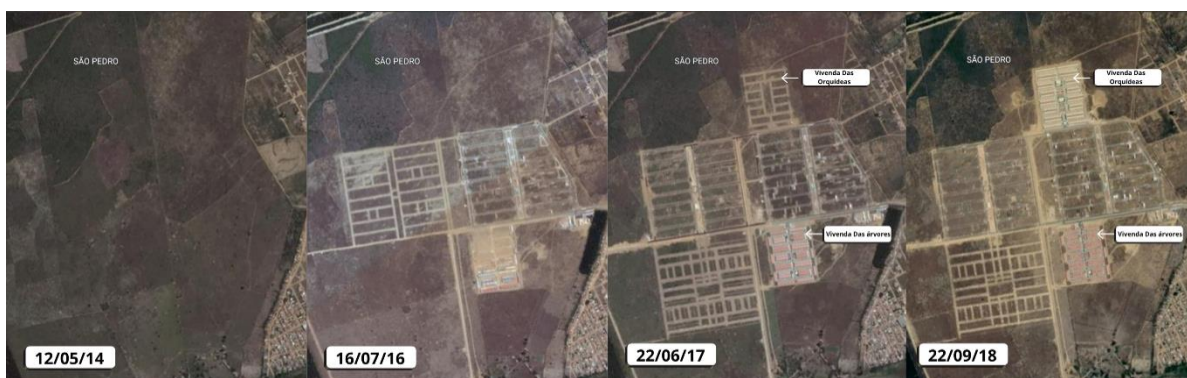 SÃO PEDRO
12/05/14
SÃO PEDRO
16/07/16
SÃO PEDRO
Vivenda Das
Orquídeas
Vivenda Das árvores
22/06/17
SÃO PEDRO
Vivenda Das
Orquídeas
Vivenda Das árvores
22/09/18